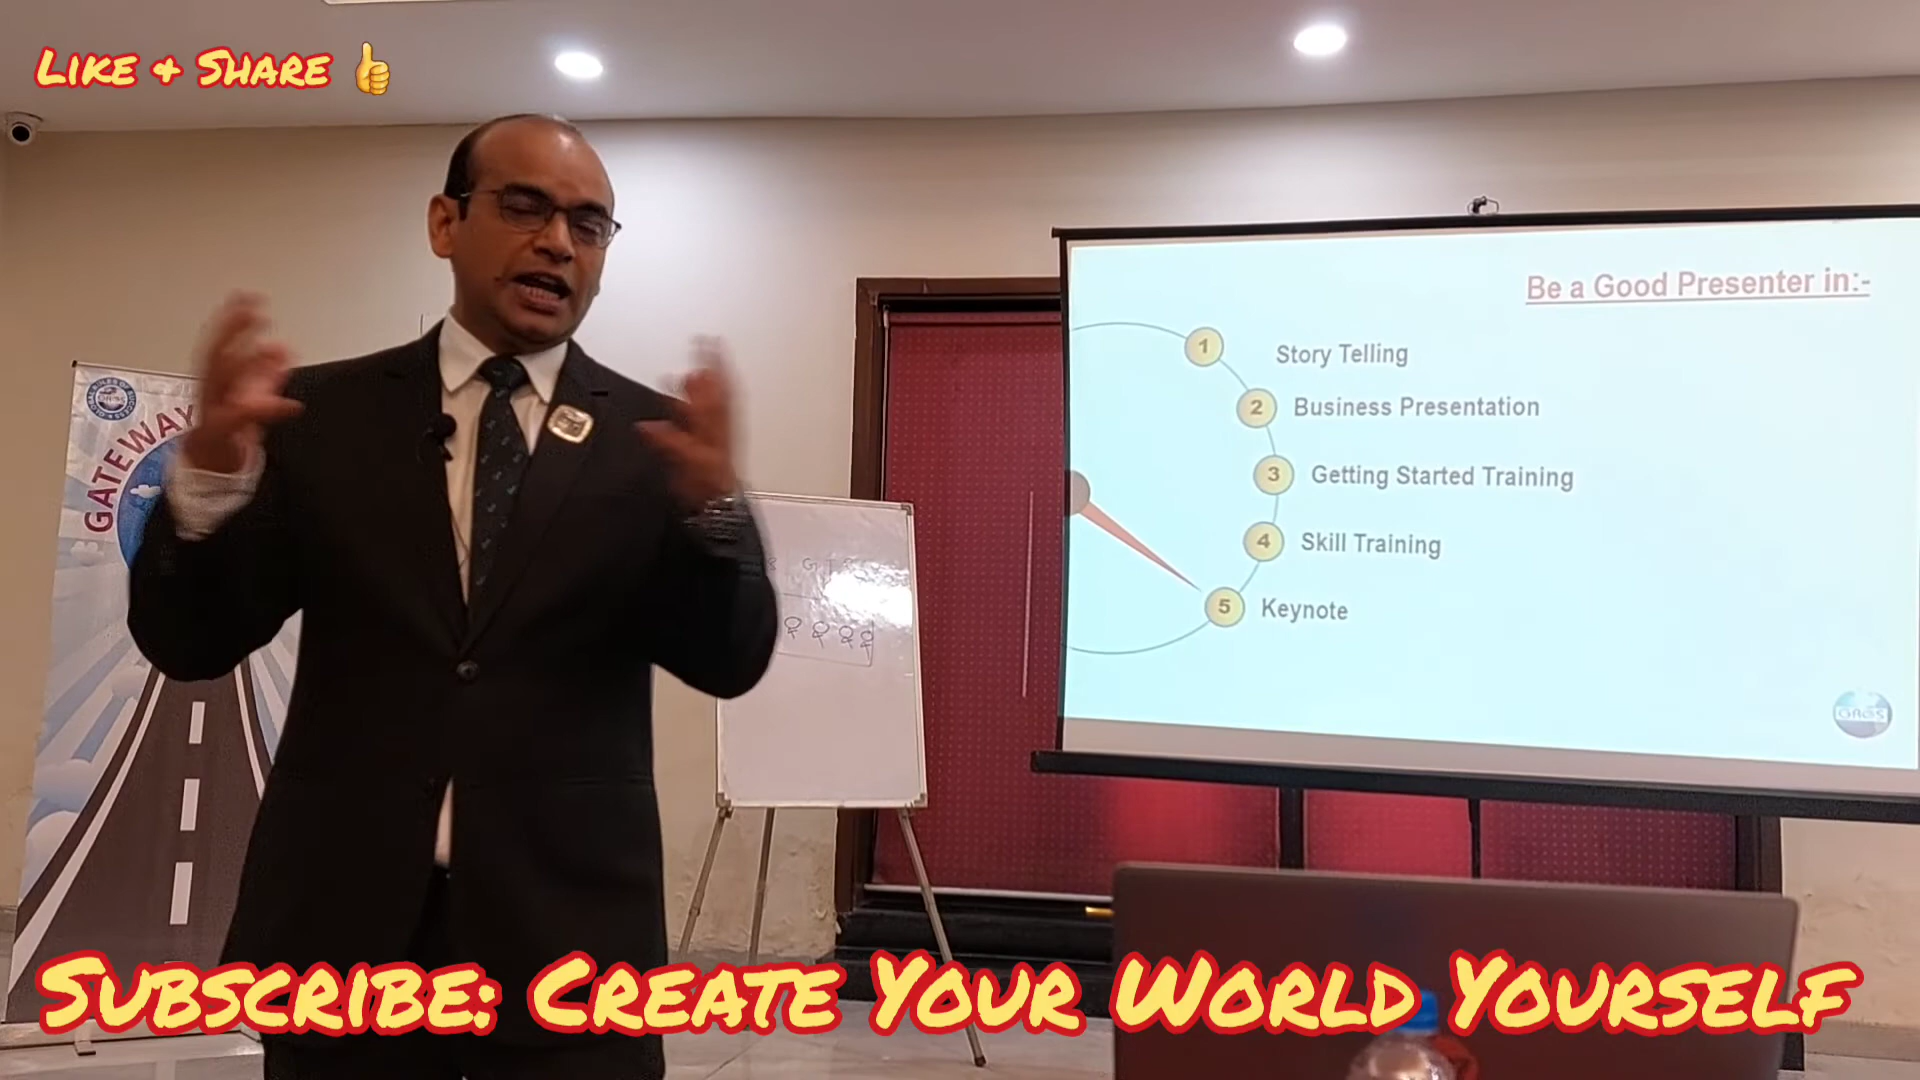 Like & Share 👍
GATEWAY
Be a Good Presenter in:-
1 Story Telling
2 Business Presentation
3 Getting Started Training
4 Skill Training
5 Keynote
GROS
Subscribe: Create Your World Yourself